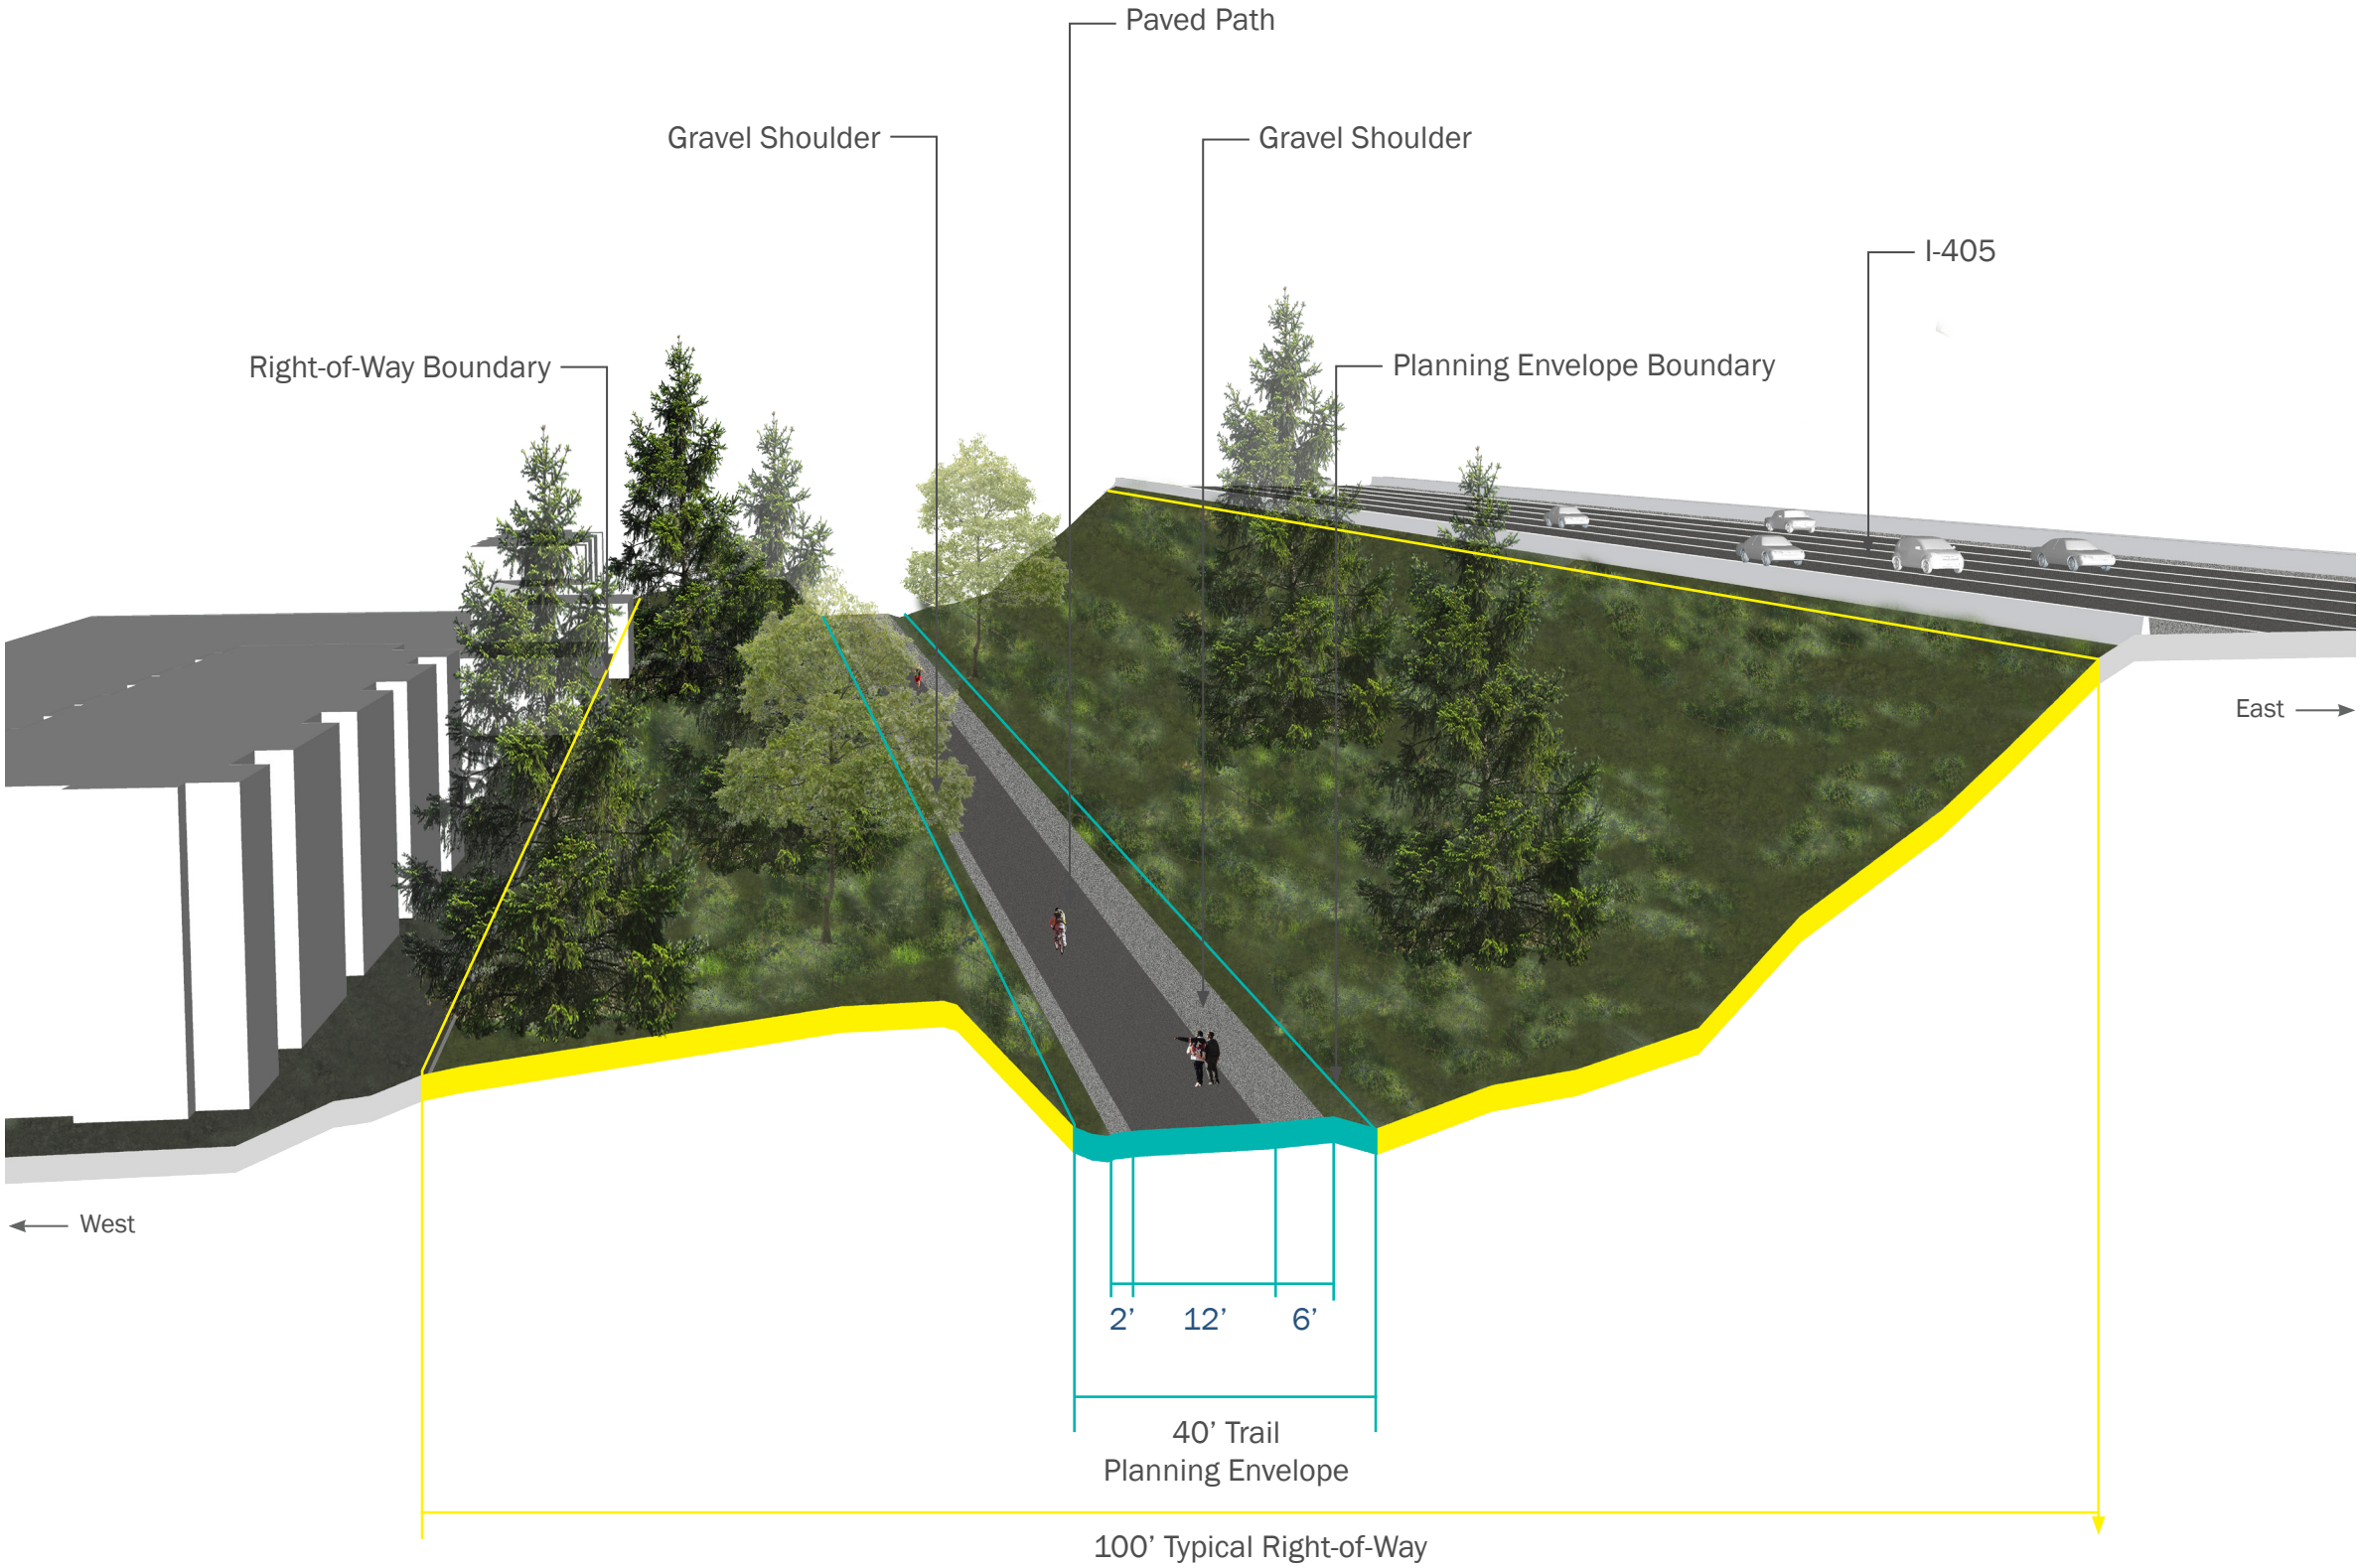 Paved Path
Gravel Shoulder
Gravel Shoulder
I-405
Right-of-Way Boundary
Planning Envelope Boundary
East
West
2’
12’
6’
40’ Trail
Planning Envelope
100’ Typical Right-of-Way